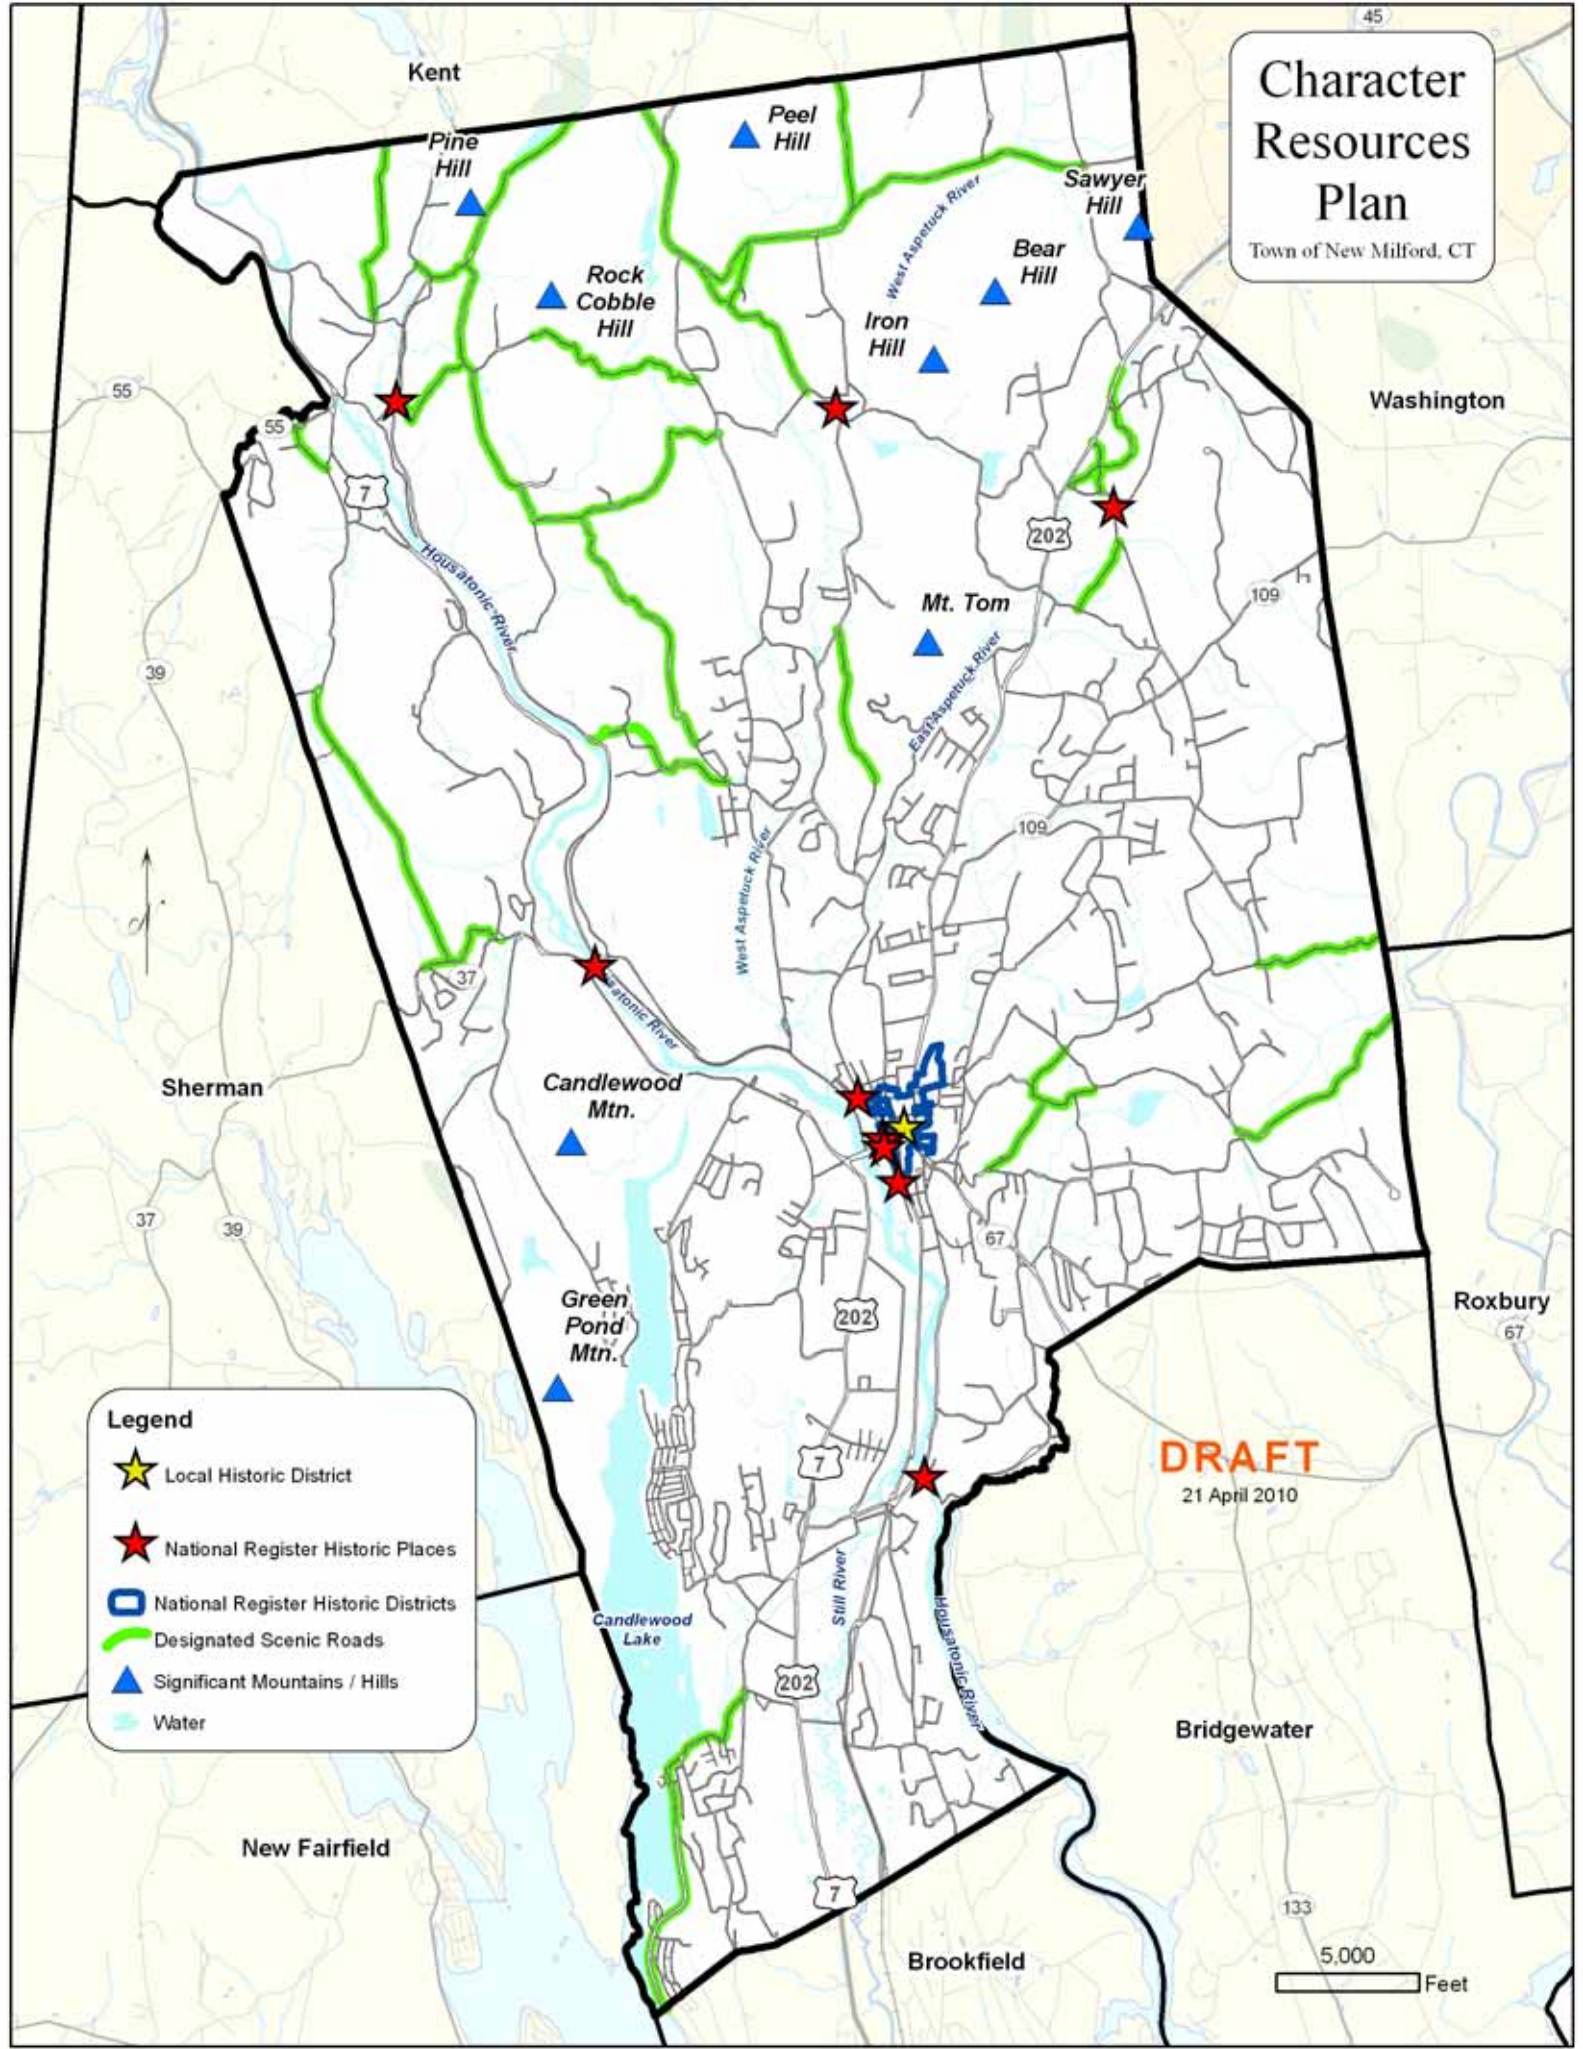 45
Character
Resources
Plan
Town of New Milford, CT
Kent
Pine
Hill
Peel
Hill
Sawyer
Hill
West Aspetuck River
Bear
Hill
Rock
Cobble
Hill
Iron
Hill
55
55
Washington
7
202
Housatonic River
109
Mt. Tom
39
East Aspetuck River
109
West Aspetuck River
37
Housatonic River
Sherman
Candlewood
Mtn.
37
39
67
Green
Pond
Mtn.
202
Roxbury
67
Legend
Local Historic District
National Register Historic Places
National Register Historic Districts
Designated Scenic Roads
Significant Mountains / Hills
Water
7
DRAFT
21 April 2010
Still River
Candlewood
Lake
Housatonic River
202
Bridgewater
New Fairfield
7
133
Brookfield
5,000
Feet